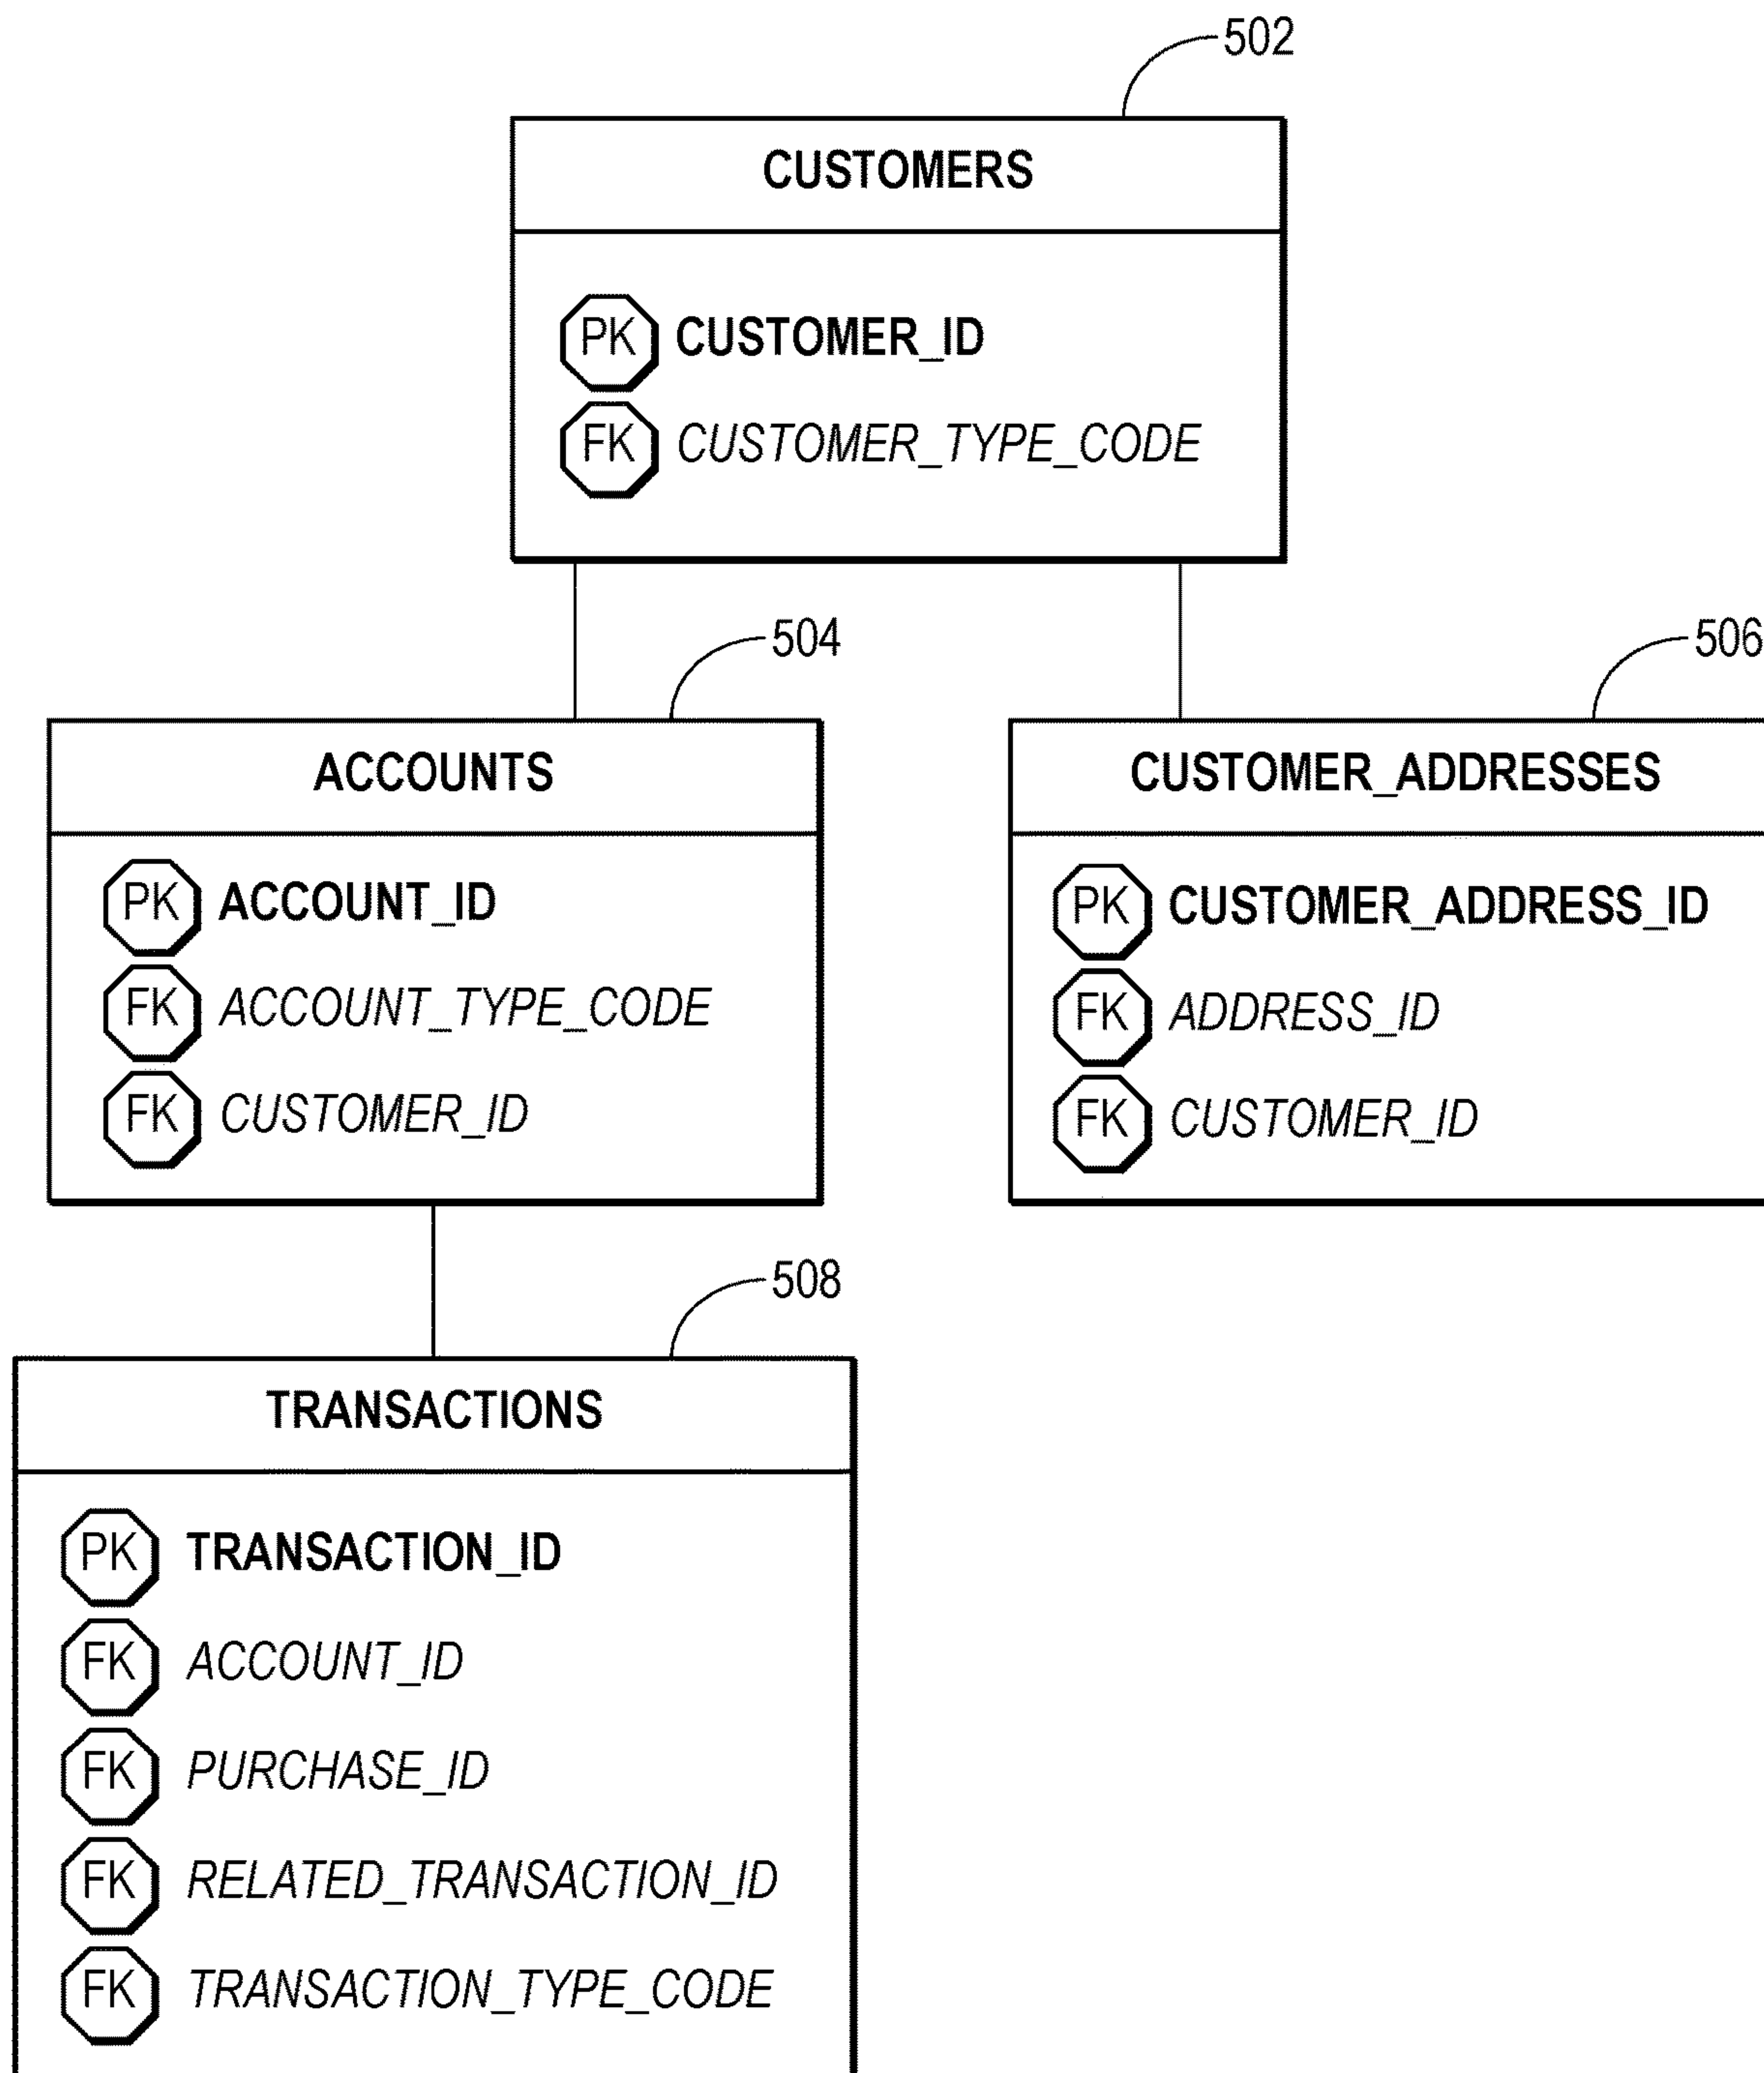 502
CUSTOMERS
PK CUSTOMER_ID
FK CUSTOMER_TYPE_CODE
504
ACCOUNTS
PK ACCOUNT_ID
FK ACCOUNT_TYPE_CODE
FK CUSTOMER_ID
506
CUSTOMER_ADDRESSES
PK CUSTOMER_ADDRESS_ID
FK ADDRESS_ID
FK CUSTOMER_ID
508
TRANSACTIONS
PK TRANSACTION_ID
FK ACCOUNT_ID
FK PURCHASE_ID
FK RELATED_TRANSACTION_ID
FK TRANSACTION_TYPE_CODE